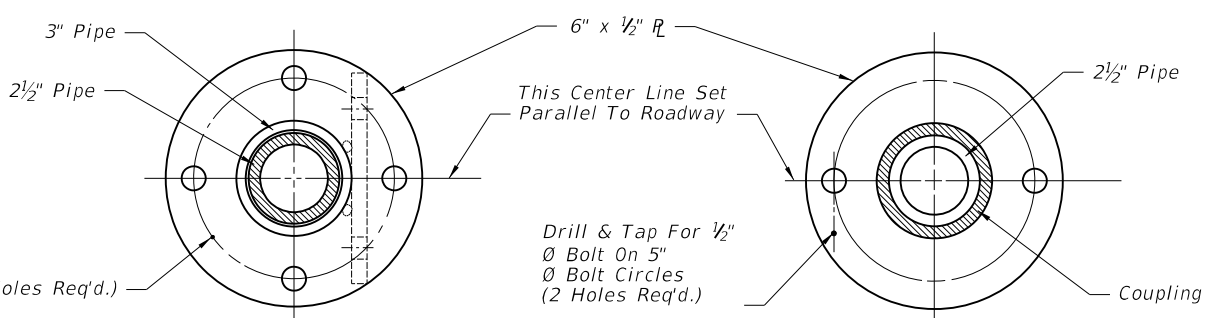 3" Pipe
2½" Pipe
6" x ½" ℄
This Center Line Set
Parallel To Roadway
2½" Pipe
Drill & Tap For ½"
Ø Bolt On 5"
Ø Bolt Circles
(2 Holes Req'd.)
oles Req'd.)
Coupling